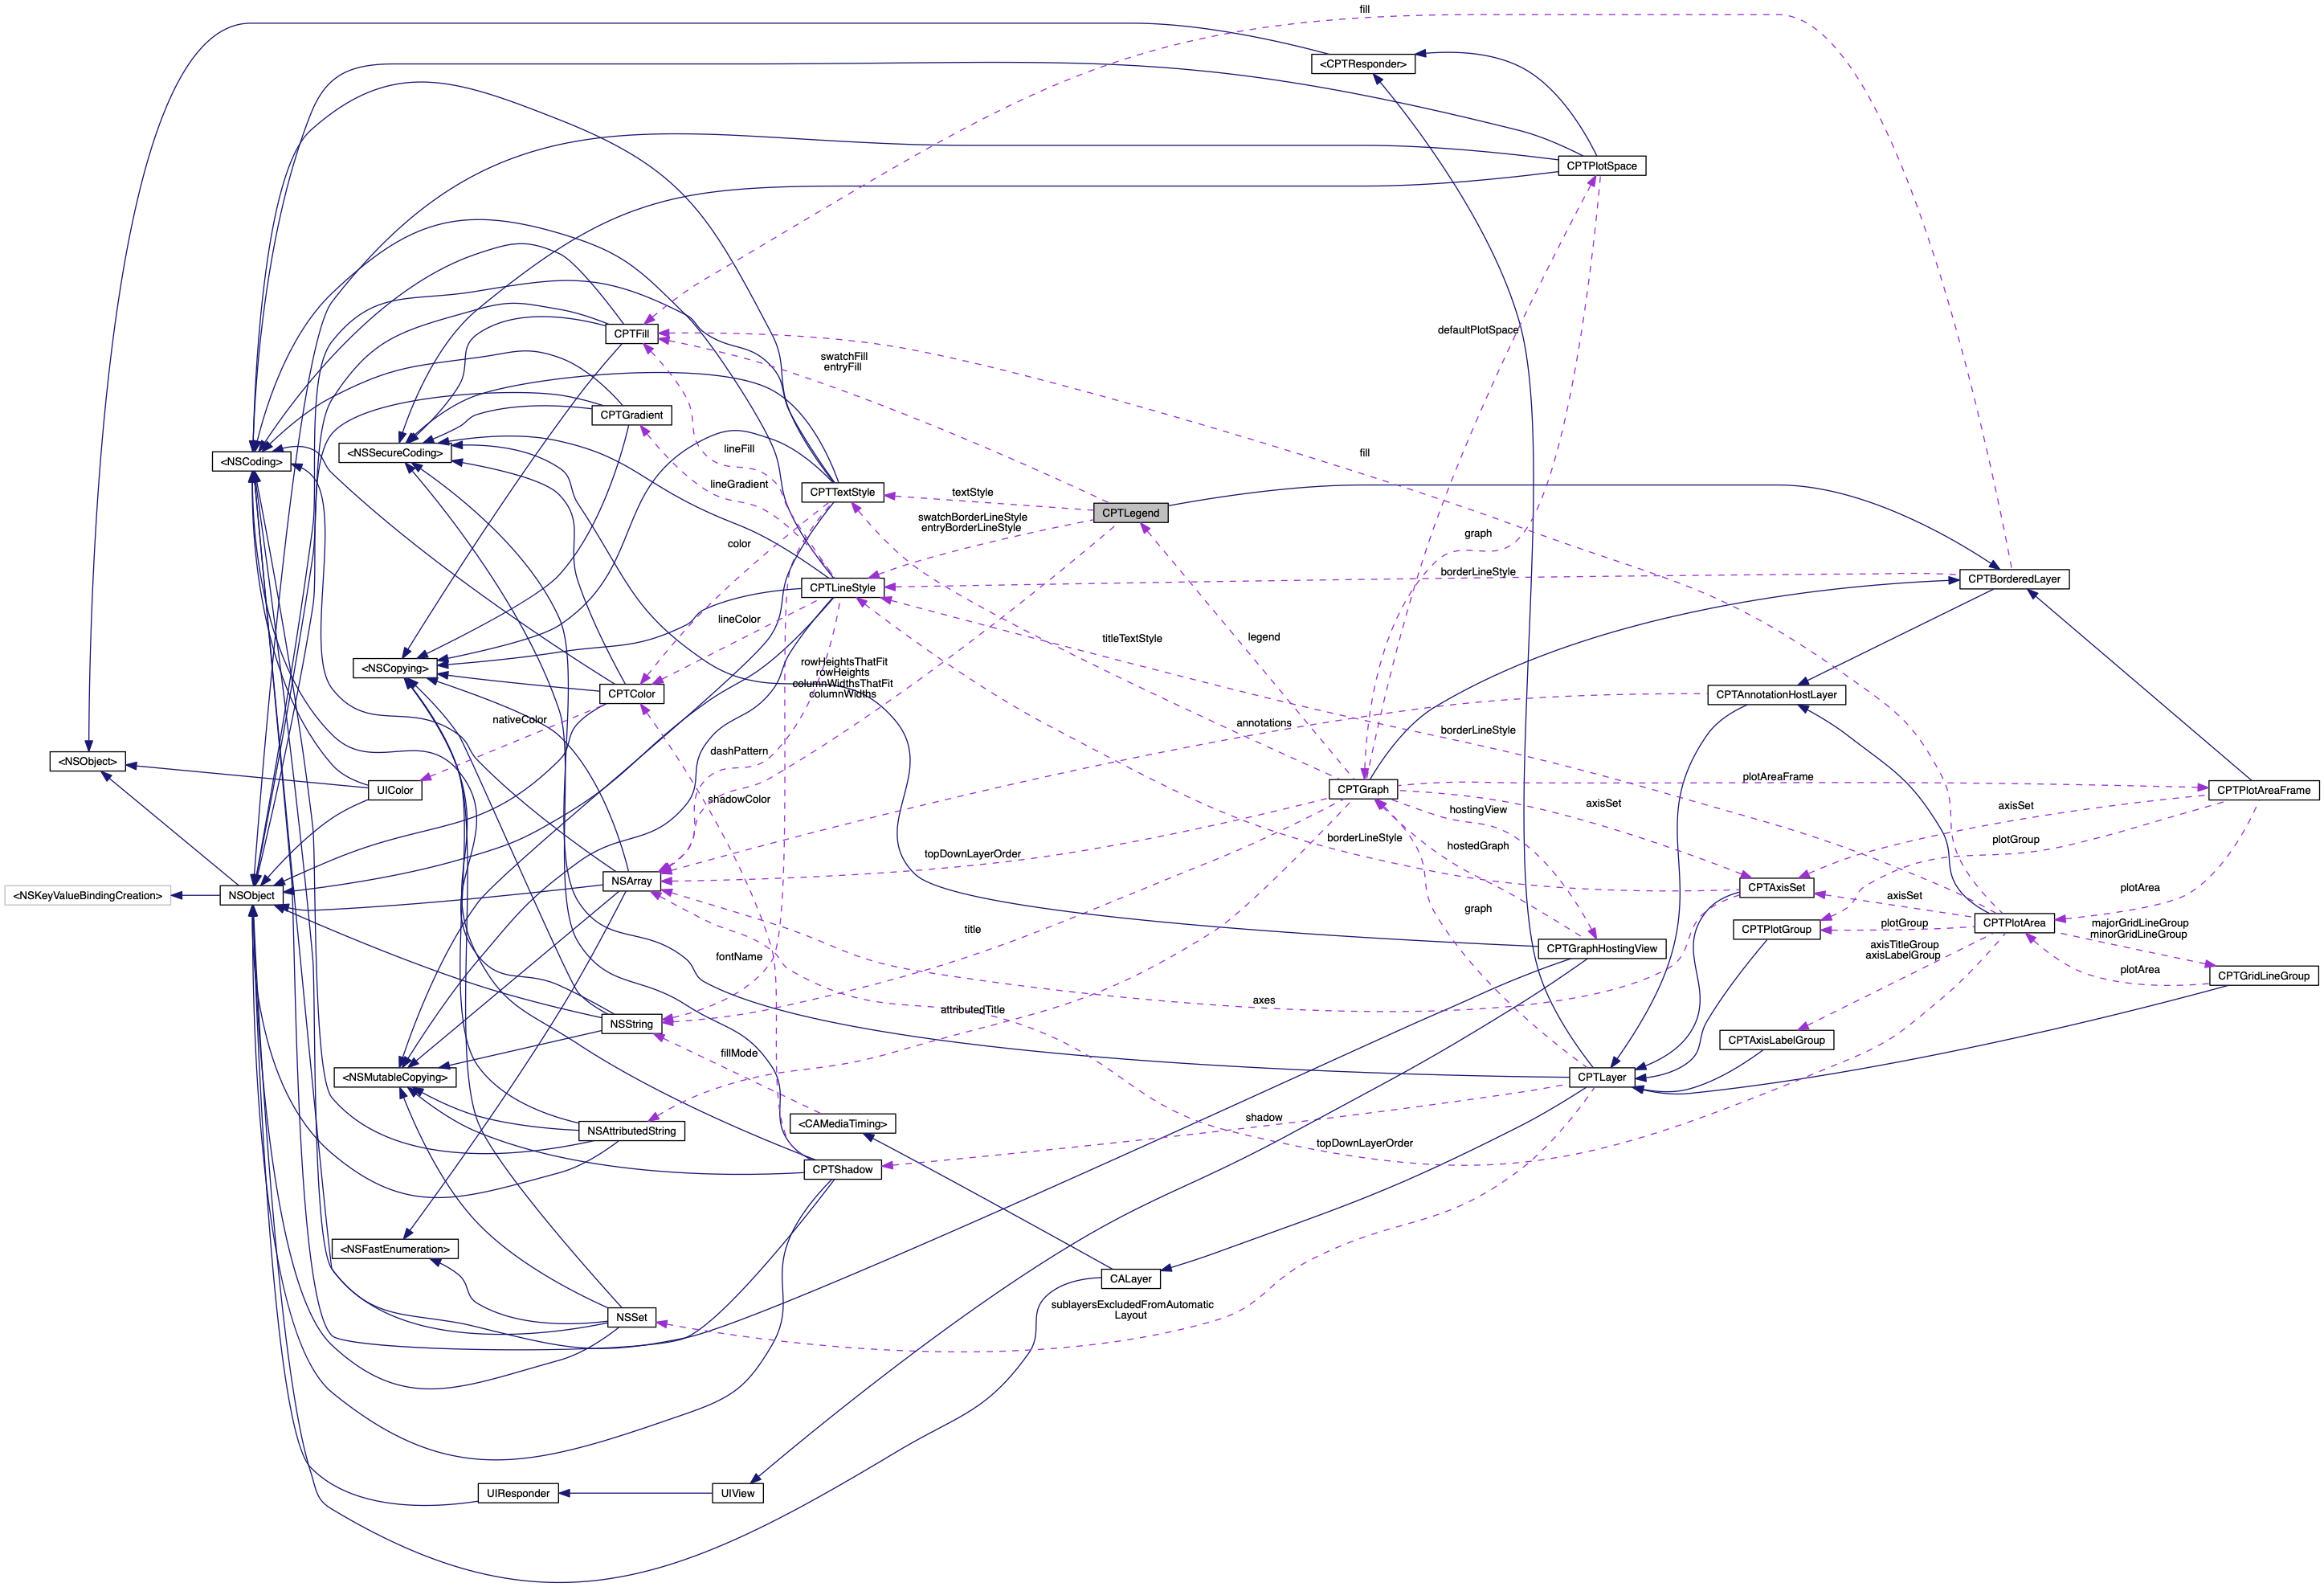 fill
<CPTResponder>
CPTPlotSpace
defaultPlotSpace
CPTFill
swatchFill
entryFill
CPTGradient
lineFill
<NSSecureCoding>
<NSCoding>
fill
lineGradient
CPTTextStyle
textStyle
CPTLegend
swatchBorderLineStyle
entryBorderLineStyle
graph
color
borderLineStyle
CPTBorderedLayer
CPTLineStyle
lineColor
titleTextStyle
legend
<NSCopying>
rowHeightsThatFit
rowHeights
columnWidthsThatFit
columnWidths
CPTColor
CPTAnnotationHostLayer
nativeColor
annotations
borderLineStyle
dashPattern
<NSObject>
UIColor
shadowColor
CPTGraph
plotAreaFrame
CPTPlotAreaFrame
axisSet
axisSet
hostingView
borderLineStyle
hostedGraph
plotGroup
topDownLayerOrder
NSArray
CPTAxisSet
plotArea
<NSKeyValueBindingCreation>
NSObject
axisSet
graph
title
CPTPlotGroup
plotGroup
CPTPlotArea
majorGridLineGroup
minorGridLineGroup
CPTGraphHostingView
axisTitleGroup
axisLabelGroup
fontName
plotArea
CPTGridLineGroup
axes
attributedTitle
NSString
CPTAxisLabelGroup
fillMode
<NSMutableCopying>
CPTLayer
shadow
<CAMediaTiming>
NSAttributedString
topDownLayerOrder
CPTShadow
<NSFastEnumeration>
CALayer
sublayersExcludedFromAutomatic
Layout
NSSet
UIResponder
UIView